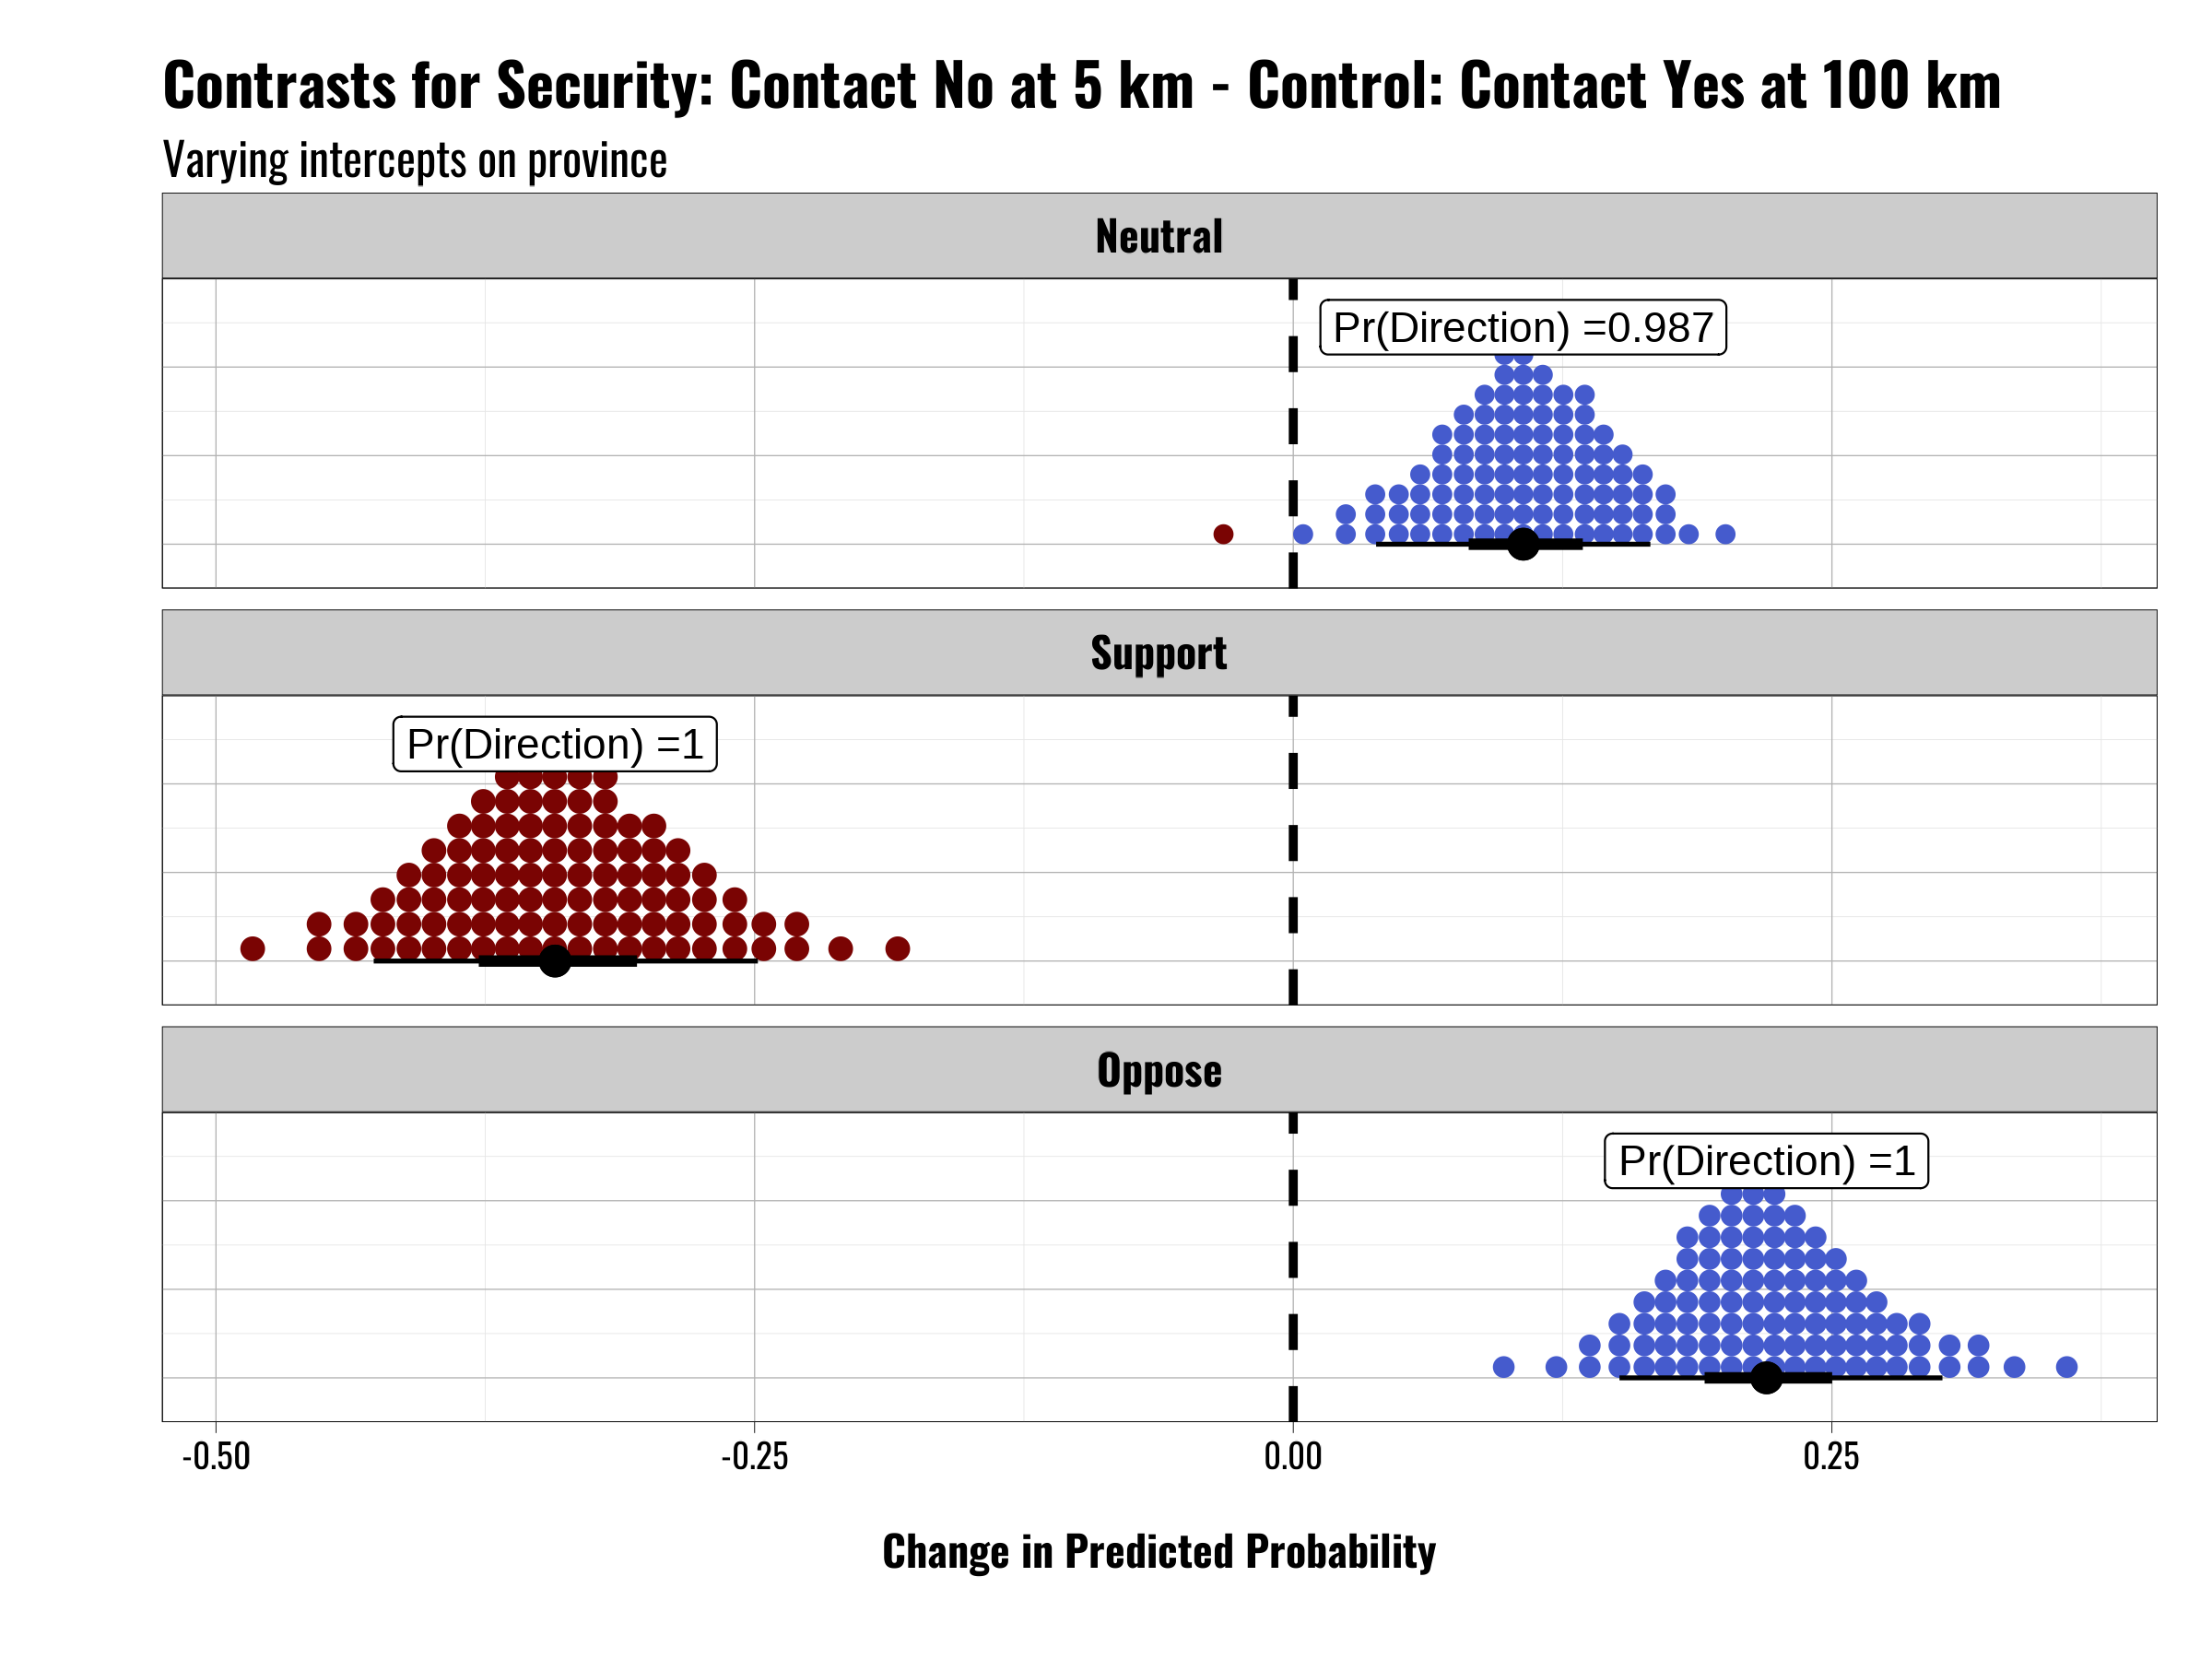 Contrasts for Security: Contact No at 5 km - Control: Contact Yes at 100 km
Varying intercepts on province
Neutral
Pr(Direction) =0.987
Support
Pr(Direction) =1
Oppose
Pr(Direction) =1
-0.50 -0.25 0.00 0.25
Change in Predicted Probability